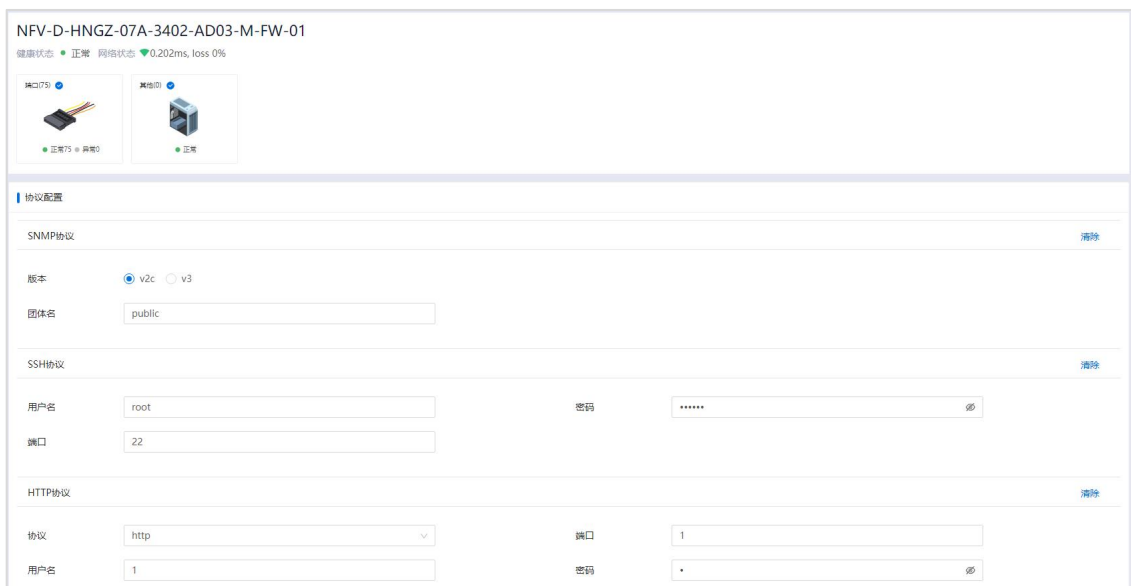 NFV-D-HNGZ-07A-3402-AD03-M-FW-01
健康状态 正常 网络状态 0.202ms, loss 0%
端口(75) 其他(0)
正常75 异常0 正常
协议配置
SNMP协议 清除
版本 v2c v3
团体名 public
SSH协议 清除
用户名 root 密码 ••••••
端口 22
HTTP协议 清除
协议 http 端口 1
用户名 1 密码 •